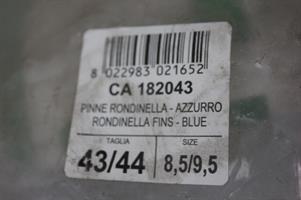 8 022983 021652
CA 182043
PINNE RONDINELLA - AZZURRO
RONDINELLA FINS - BLUE
TAGLIA SIZE
43/44 8,5/9,5